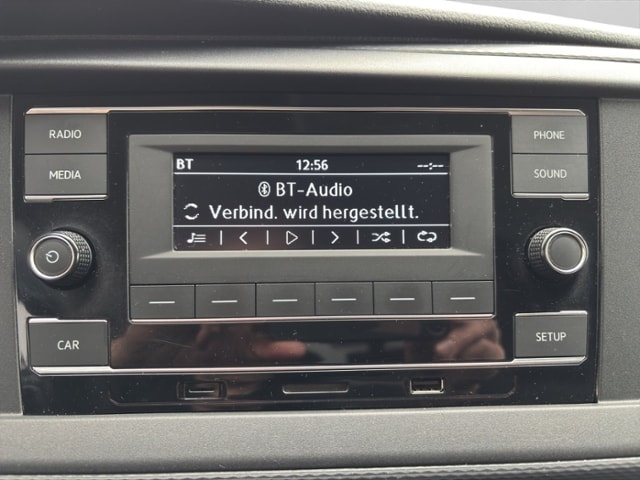 RADIO
MEDIA
PHONE
SOUND
BT 12:56 --:--
BT-Audio
Verbind. wird hergestellt.
CAR
SETUP